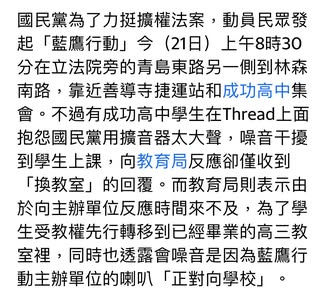 國民黨為了力挺擴權法案，動員民眾發
起「藍鷹行動」今（21日）上午8時30
分在立法院旁的青島東路另一側到林森
南路，靠近善導寺捷運站和成功高中集
會。不過有成功高中學生在Thread上面
抱怨國民黨用擴音器太大聲，噪音干擾
到學生上課，向教育局反應卻僅收到
「換教室」的回覆。而教育局則表示由
於向主辦單位反應時間來不及，為了學
生受教權先行轉移到已經畢業的高三教
室裡，同時也透露會噪音是因為藍鷹行
動主辦單位的喇叭「正對向學校」。